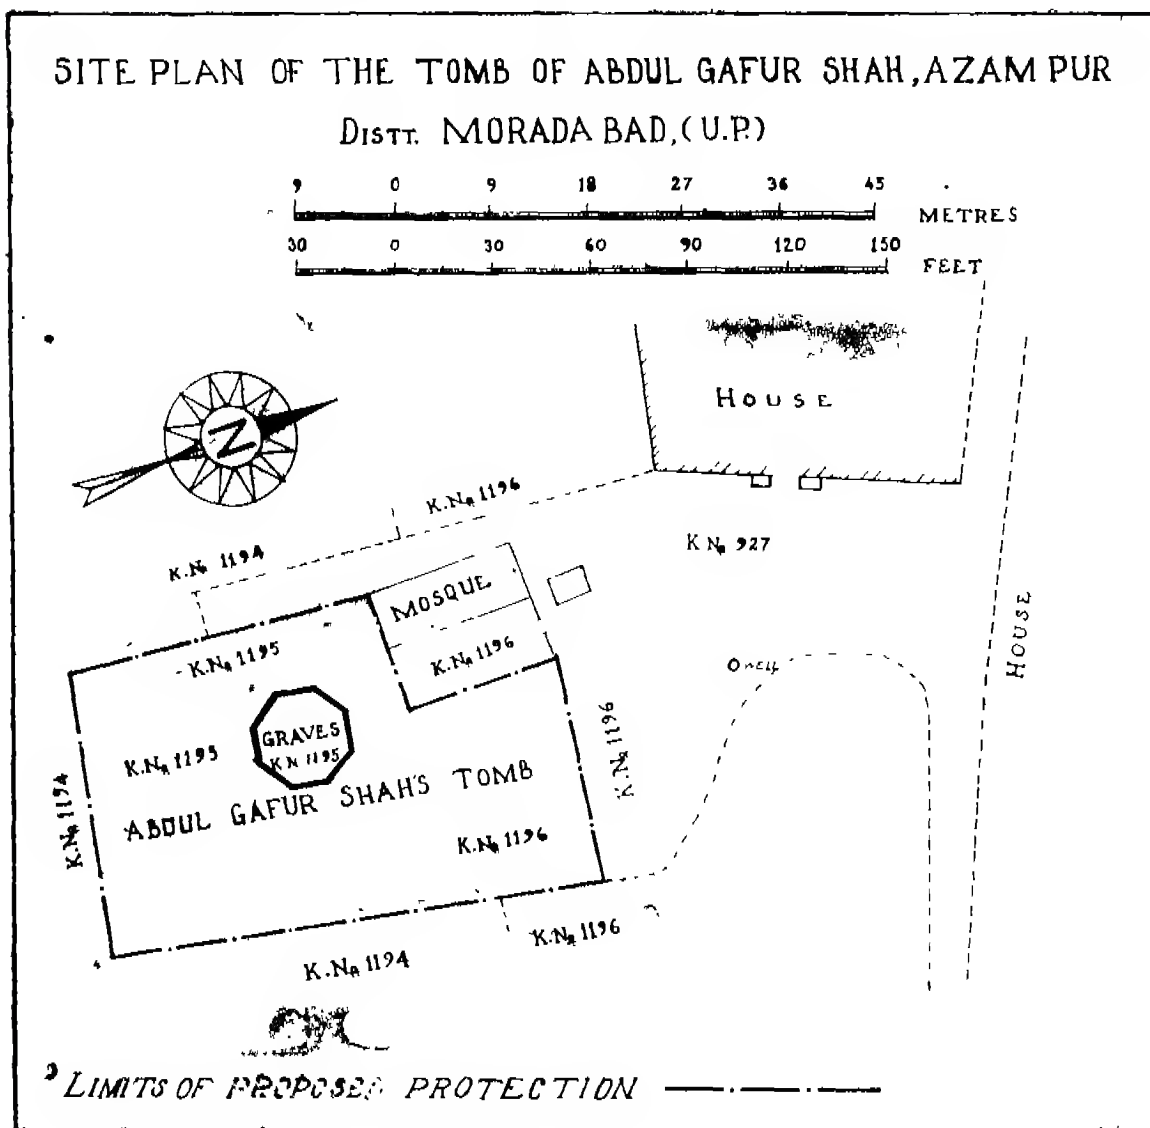 SITE PLAN OF THE TOMB OF ABDUL GAFUR SHAH, AZAM PUR
DISTT. MORADA BAD, (U.P.)
9 0 9 18 27 36 45
METRES
30 0 30 60 90 120 150
FEET
HOUSE
N
K.No 1196
K.No 1194
K No 927
MOSQUE
K.No 1196
K.No 1195
WELL
HOUSE
GRAVES
K N 1195
K.No 1195
K.No 1196
K.No 1194
ABDUL GAFUR SHAH'S TOMB
K.No 1196
K.No 1196
K.No 1194
LIMITS OF PROPOSED PROTECTION